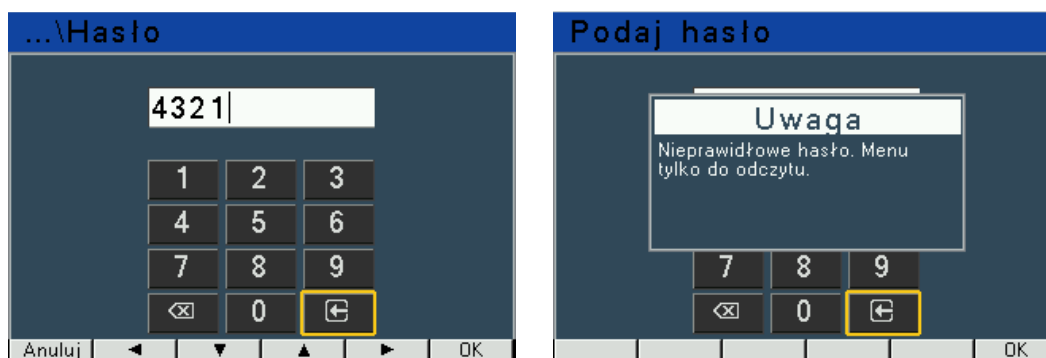 ...\Hasło
4321
1 2 3
4 5 6
7 8 9
0
Anuluj ◄ ▼ ▲ ► OK
Podaj hasło
Uwaga
Nieprawidłowe hasło. Menu
tylko do odczytu.
7 8 9
0
OK